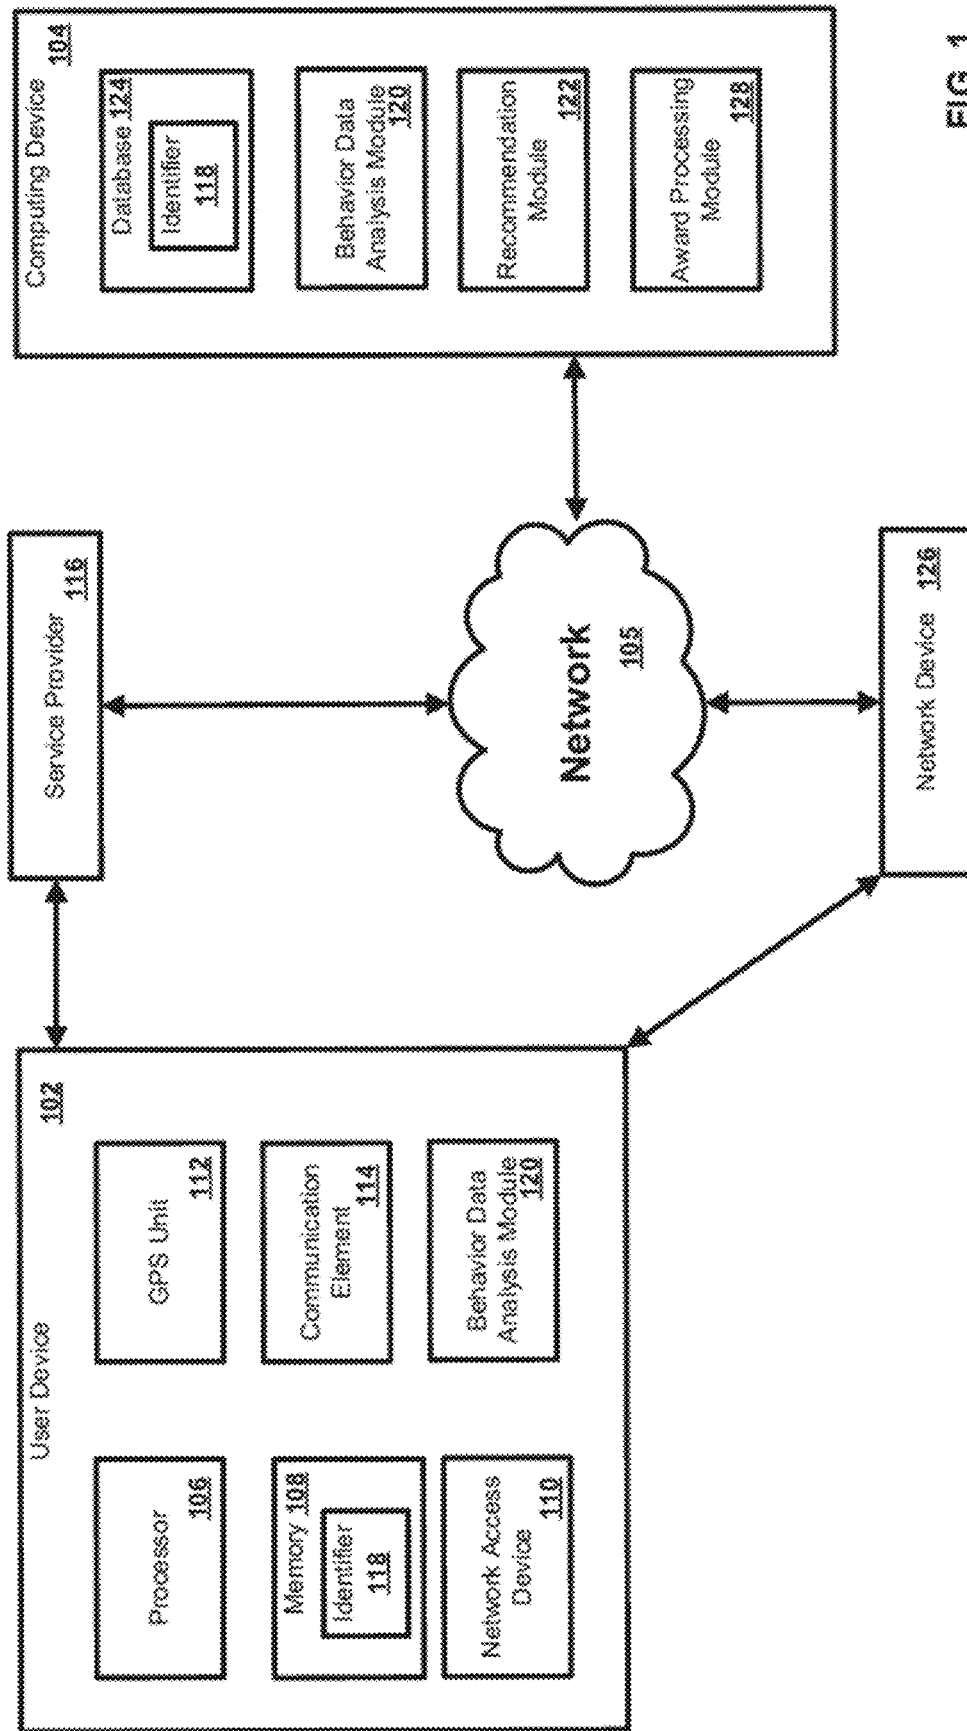 User Device
102
Processor
106
GPS Unit
112
Memory 108
Identifier
118
Communication
Element
114
Network Access
Device
110
Behavior Data
Analysis Module
120
Service Provider
116
Network
105
Network Device 126
Computing Device
104
Database 124
Identifier
118
Behavior Data
Analysis Module
120
Recommendation
Module
122
Award Processing
Module
128
FIG. 1